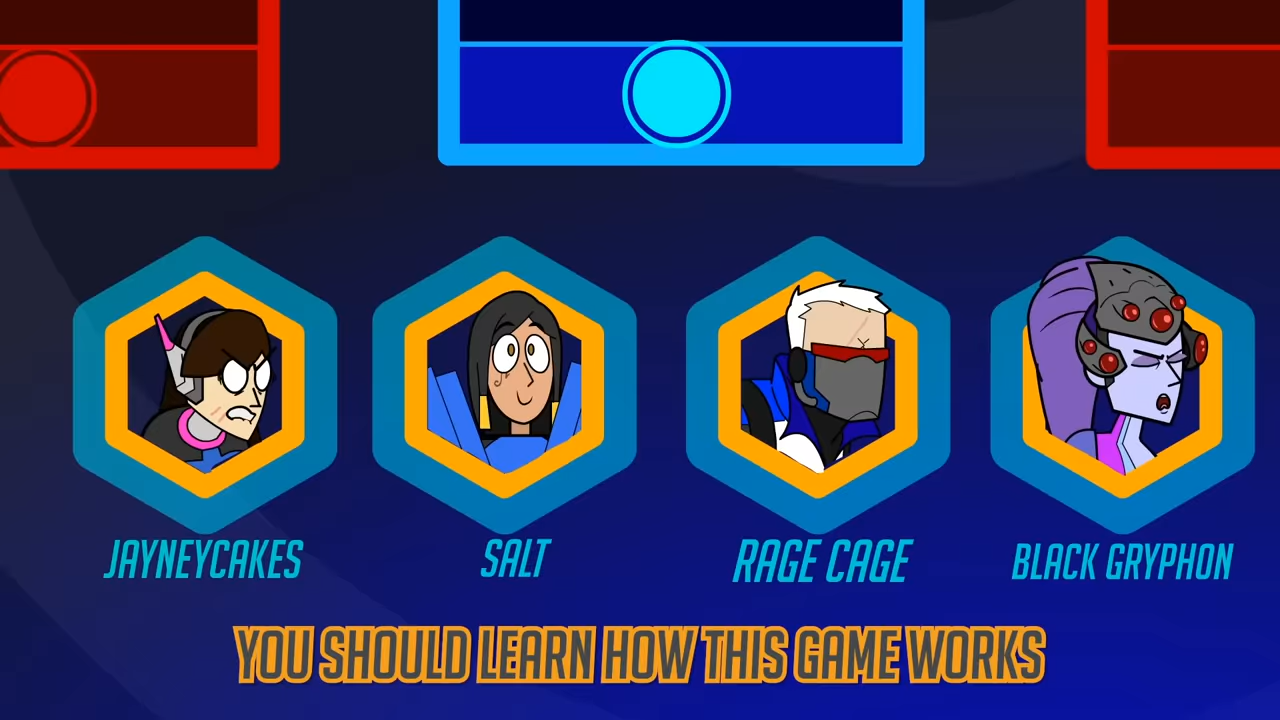 JAYNEYCAKES
SALT
RAGE CAGE
BLACK GRYPHON
YOU SHOULD LEARN HOW THIS GAME WORKS